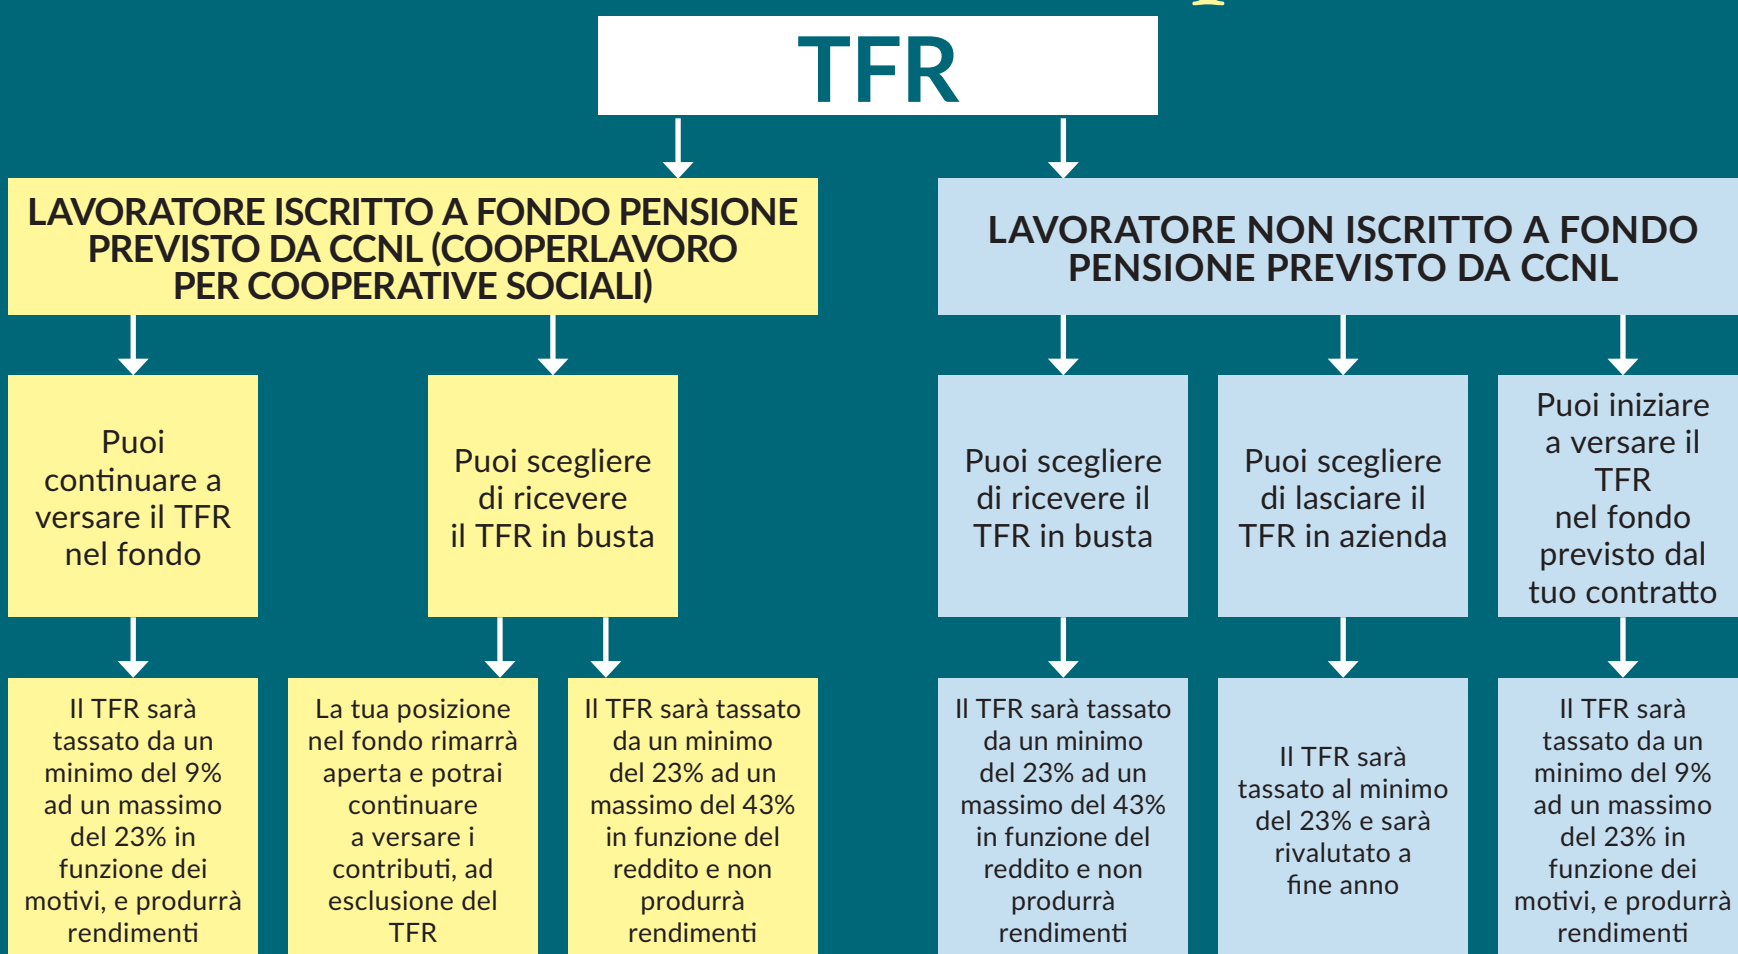 TFR
LAVORATORE ISCRITTO A FONDO PENSIONE
PREVISTO DA CCNL (COOPERLAVORO
PER COOPERATIVE SOCIALI)
LAVORATORE NON ISCRITTO A FONDO
PENSIONE PREVISTO DA CCNL
Puoi
continuare a
versare il TFR
nel fondo
Puoi scegliere
di ricevere
il TFR in busta
Puoi scegliere
di ricevere il
TFR in busta
Puoi scegliere
di lasciare il
TFR in azienda
Puoi iniziare
a versare il
TFR
nel fondo
previsto dal
tuo contratto
Il TFR sarà
tassato da un
minimo del 9%
ad un massimo
del 23% in
funzione dei
motivi, e produrrà
rendimenti
La tua posizione
nel fondo rimarrà
aperta e potrai
continuare
a versare i
contributi, ad
esclusione del
TFR
Il TFR sarà tassato
da un minimo
del 23% ad un
massimo del 43%
in funzione del
reddito e non
produrrà
rendimenti
Il TFR sarà tassato
da un minimo
del 23% ad un
massimo del 43%
in funzione del
reddito e non
produrrà
rendimenti
Il TFR sarà
tassato al minimo
del 23% e sarà
rivalutato a
fine anno
Il TFR sarà
tassato da un
minimo del 9%
ad un massimo
del 23% in
funzione dei
motivi, e produrrà
rendimenti